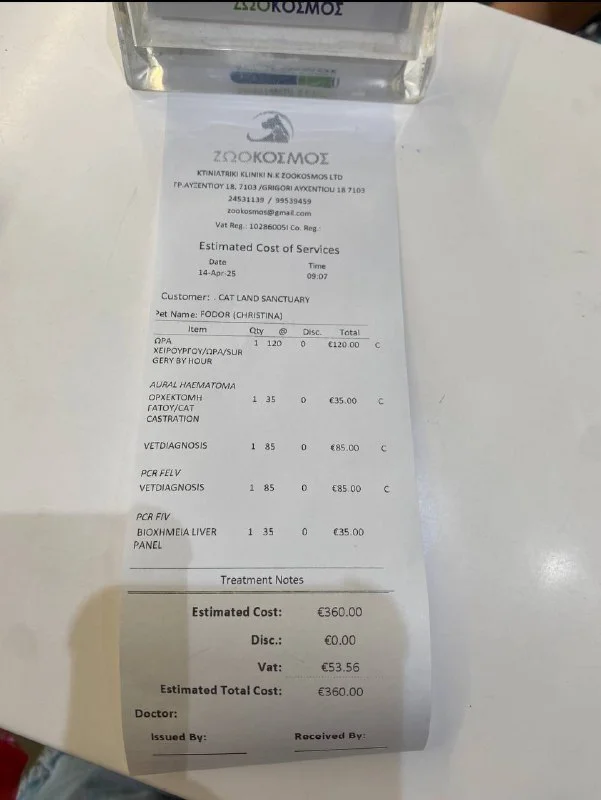 ΖΩΟΚΟΣΜΟΣ
ΖΩΟΚΟΣΜΟΣ
KTINIATRIKI KLINIKI N.K ZOOKOSMOS LTD
ΓΡ.ΑΥΞΕΝΤΙΟΥ 18, 7103 /GRIGORI AYXENTIOU 18 7103
24531139 / 99539459
zookosmos@gmail.com
Vat Reg.: 10286005I Co. Reg.:
Estimated Cost of Services
Date Time
14-Apr-25 09:07
Customer: . CAT LAND SANCTUARY
Pet Name: FODOR (CHRISTINA)
Item Qty @ Disc. Total
ΩΡΑ 1 120 0 €120.00 C
ΧΕΙΡΟΥΡΓΟΥ/ΩΡΑ/SUR
GERY BY HOUR
AURAL HAEMATOMA
ΟΡΧΕΚΤΟΜΗ 1 35 0 €35.00 C
ΓΑΤΟΥ/CAT
CASTRATION
VETDIAGNOSIS 1 85 0 €85.00 C
PCR FELV
VETDIAGNOSIS 1 85 0 €85.00 C
PCR FIV
ΒΙΟΧΗΜΕΙΑ LIVER 1 35 0 €35.00
PANEL
Treatment Notes
Estimated Cost: €360.00
Disc.: €0.00
Vat: €53.56
Estimated Total Cost: €360.00
Doctor:
Issued By: Received By: